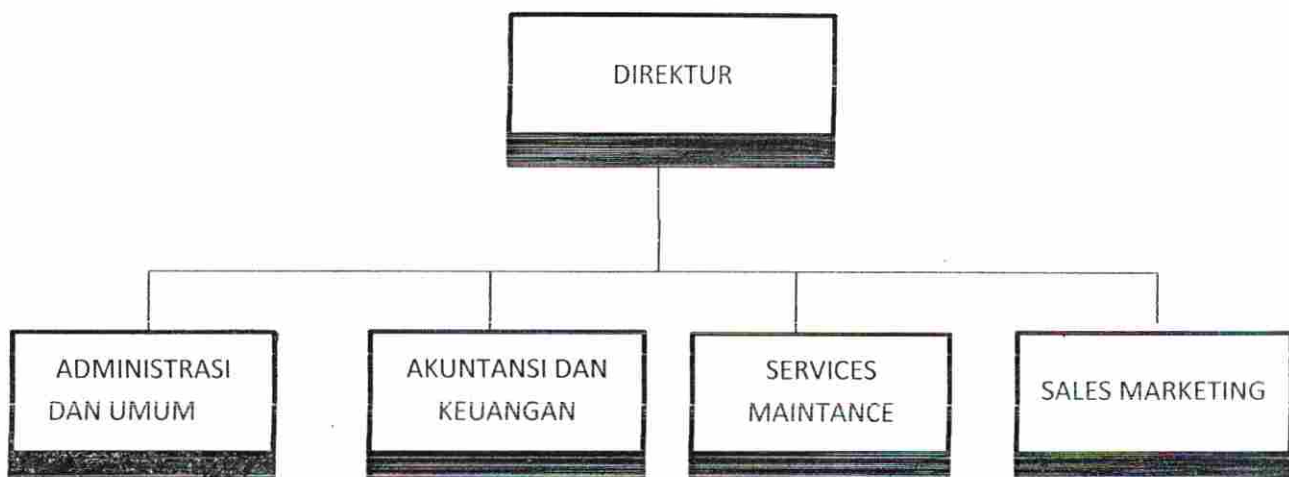 DIREKTUR
ADMINISTRASI
DAN UMUM
AKUNTANSI DAN
KEUANGAN
SERVICES
MAINTANCE
SALES MARKETING